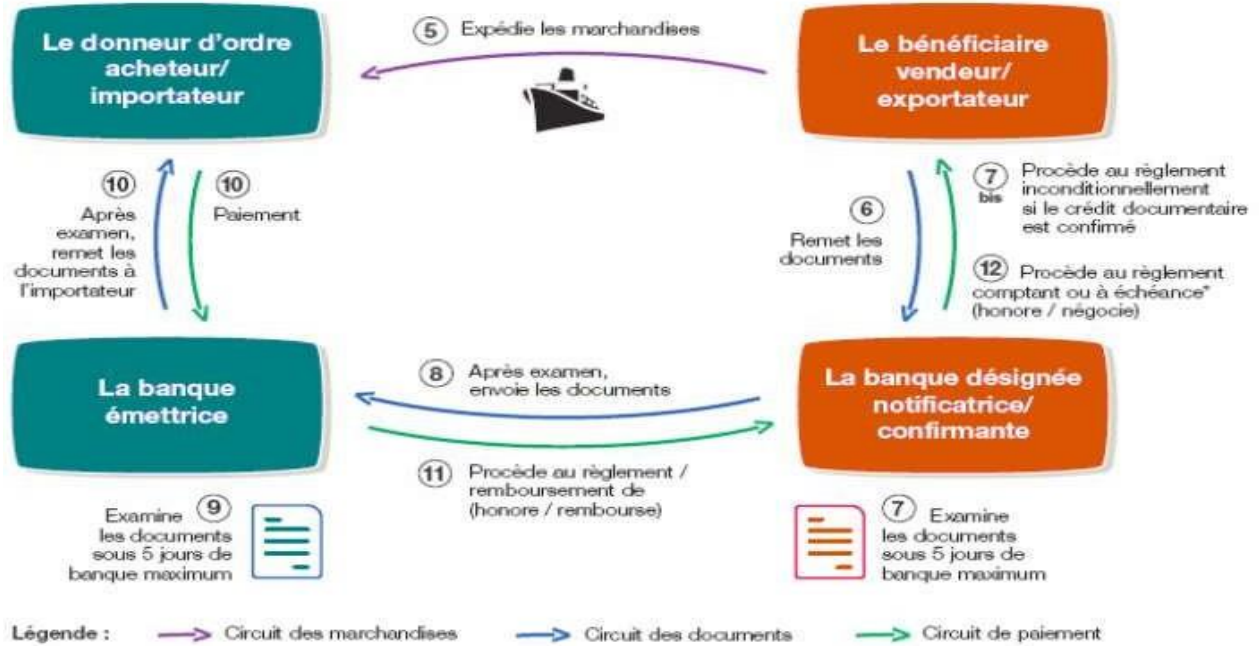 Le donneur d'ordre
acheteur/
importateur
5 Expédie les marchandises
Le bénéficiaire
vendeur/
exportateur
10
Après
examen,
remet les
documents à
l'importateur
10
Paiement
6
Remet les
documents
7 bis Procède au règlement
inconditionnellement
si le crédit documentaire
est confirmé
12 Procède au règlement
comptant ou à échéance*
(honore / négocie)
La banque
émettrice
8 Après examen,
envoie les documents
La banque désignée
notificatrice/
confirmante
11 Procède au règlement /
remboursement de
(honore / rembourse)
Examine 9
les documents
sous 5 jours de
banque maximum
7 Examine
les documents
sous 5 jours de
banque maximum
Légende : Circuit des marchandises Circuit des documents Circuit de paiement